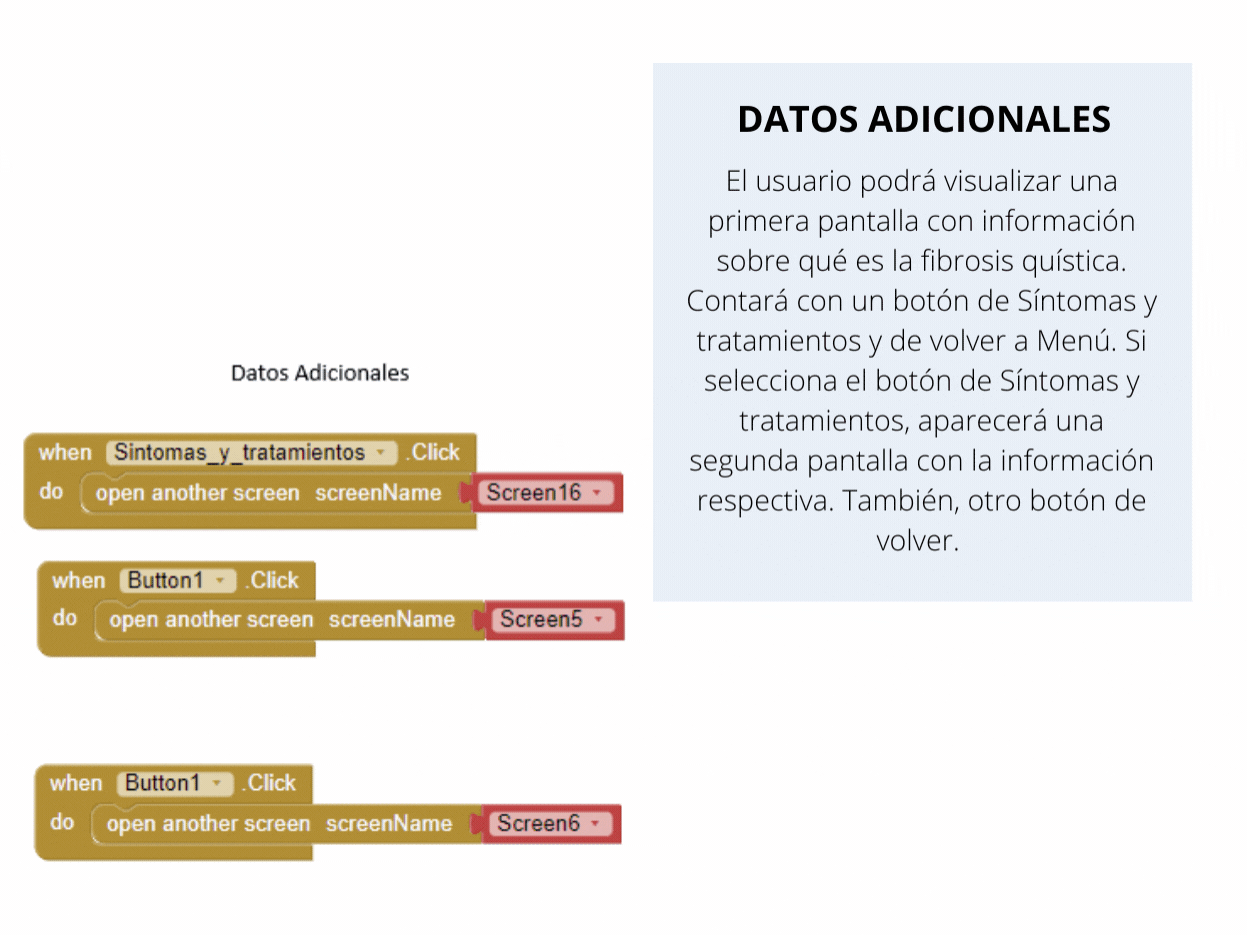 DATOS ADICIONALES
El usuario podrá visualizar una
primera pantalla con información
sobre qué es la fibrosis quística.
Contará con un botón de Síntomas y
tratamientos y de volver a Menú. Si
selecciona el botón de Síntomas y
tratamientos, aparecerá una
segunda pantalla con la información
respectiva. También, otro botón de
volver.
Datos Adicionales
when Sintomas_y_tratamientos .Click
do open another screen screenName Screen16
when Button1 .Click
do open another screen screenName Screen5
when Button1 .Click
do open another screen screenName Screen6